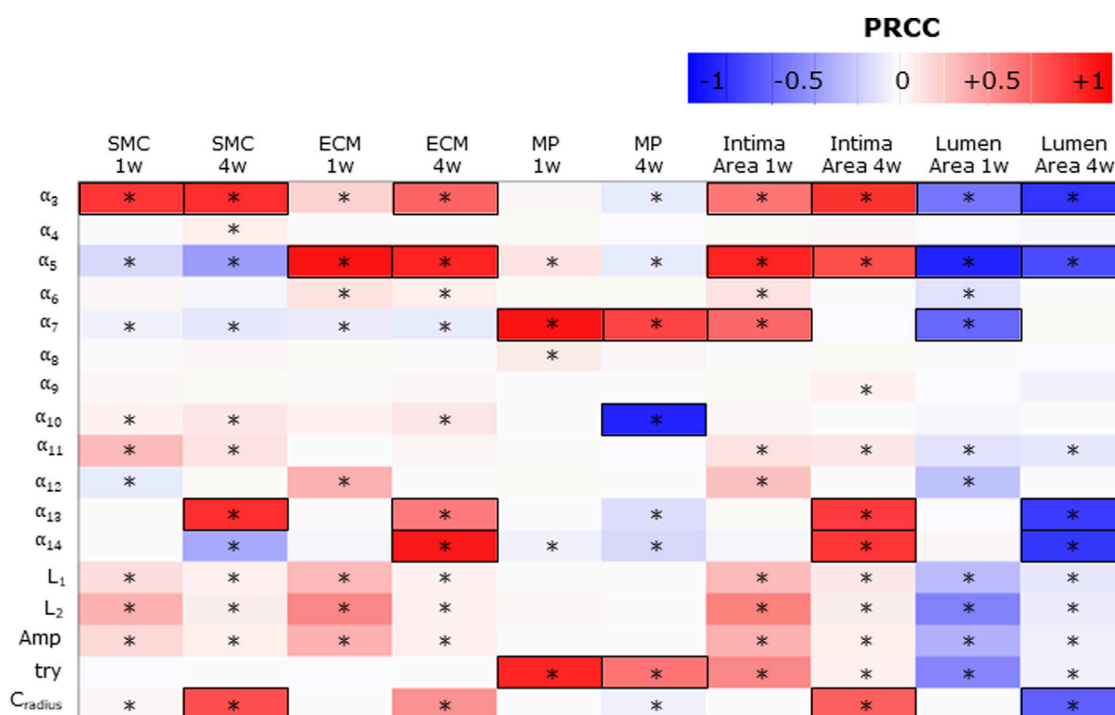 PRCC
-1 -0.5 0 +0.5 +1
SMC SMC ECM ECM MP MP Intima Intima Lumen Lumen
1w 4w 1w 4w 1w 4w Area 1w Area 4w Area 1w Area 4w
α₃ * * * * * * * * *
α₄ *
α₅ * * * * * * * * * *
α₆ * * * *
α₇ * * * * * * * *
α₈ *
α₉ *
α₁₀ * * * *
α₁₁ * * * * * *
α₁₂ * * * *
α₁₃ * * * * *
α₁₄ * * * * * *
L₁ * * * * * * * *
L₂ * * * * * * * *
Amp * * * * * * * *
try * * * * * *
Cradius * * * * * *